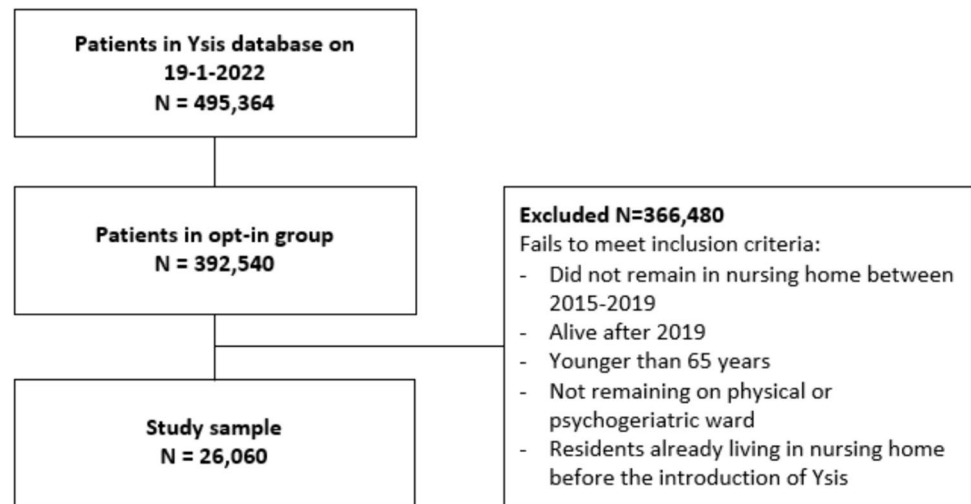 Patients in Ysis database on
19-1-2022
N = 495,364
Patients in opt-in group
N = 392,540
Excluded N=366,480
Fails to meet inclusion criteria:
- Did not remain in nursing home between
2015-2019
- Alive after 2019
- Younger than 65 years
- Not remaining on physical or
psychogeriatric ward
- Residents already living in nursing home
before the introduction of Ysis
Study sample
N = 26,060